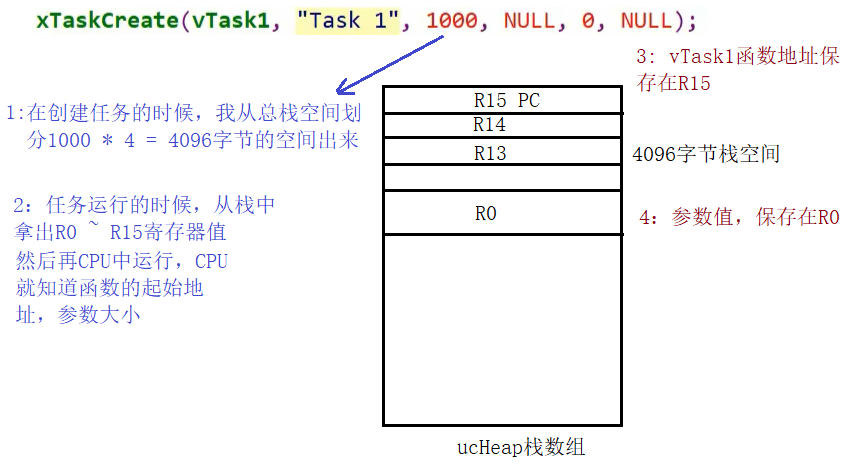 xTaskCreate(vTask1, "Task 1", 1000, NULL, 0, NULL);
3: vTask1函数地址保
存在R15
1:在创建任务的时候，我从总栈空间划
分1000 * 4 = 4096字节的空间出来
R15 PC
R14
R13
4096字节栈空间
2：任务运行的时候，从栈中
拿出R0 ~ R15寄存器值
然后再CPU中运行，CPU
就知道函数的起始地
址，参数大小
R0
4：参数值，保存在R0
ucHeap栈数组